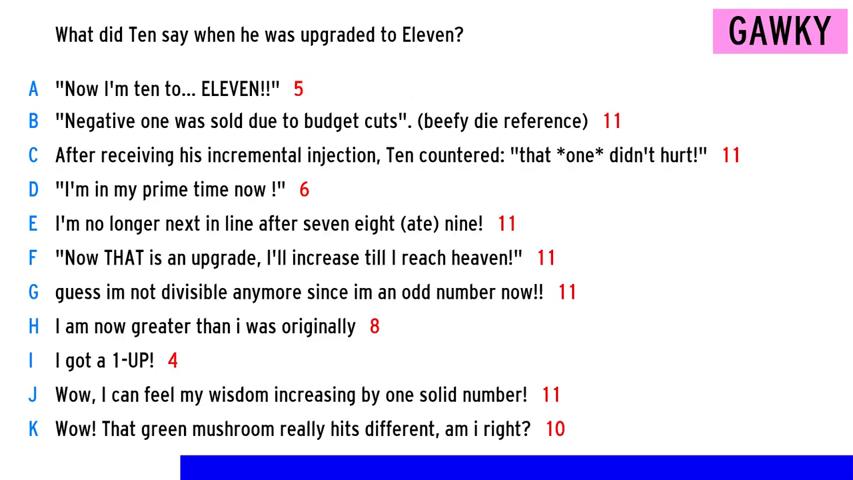 What did Ten say when he was upgraded to Eleven?
GAWKY
A "Now I'm ten to... ELEVEN!!" 5
B "Negative one was sold due to budget cuts". (beefy die reference) 11
C After receiving his incremental injection, Ten countered: "that *one* didn't hurt!" 11
D "I'm in my prime time now !" 6
E I'm no longer next in line after seven eight (ate) nine! 11
F "Now THAT is an upgrade, I'll increase till I reach heaven!" 11
G guess im not divisible anymore since im an odd number now!! 11
H I am now greater than i was originally 8
I I got a 1-UP! 4
J Wow, I can feel my wisdom increasing by one solid number! 11
K Wow! That green mushroom really hits different, am i right? 10